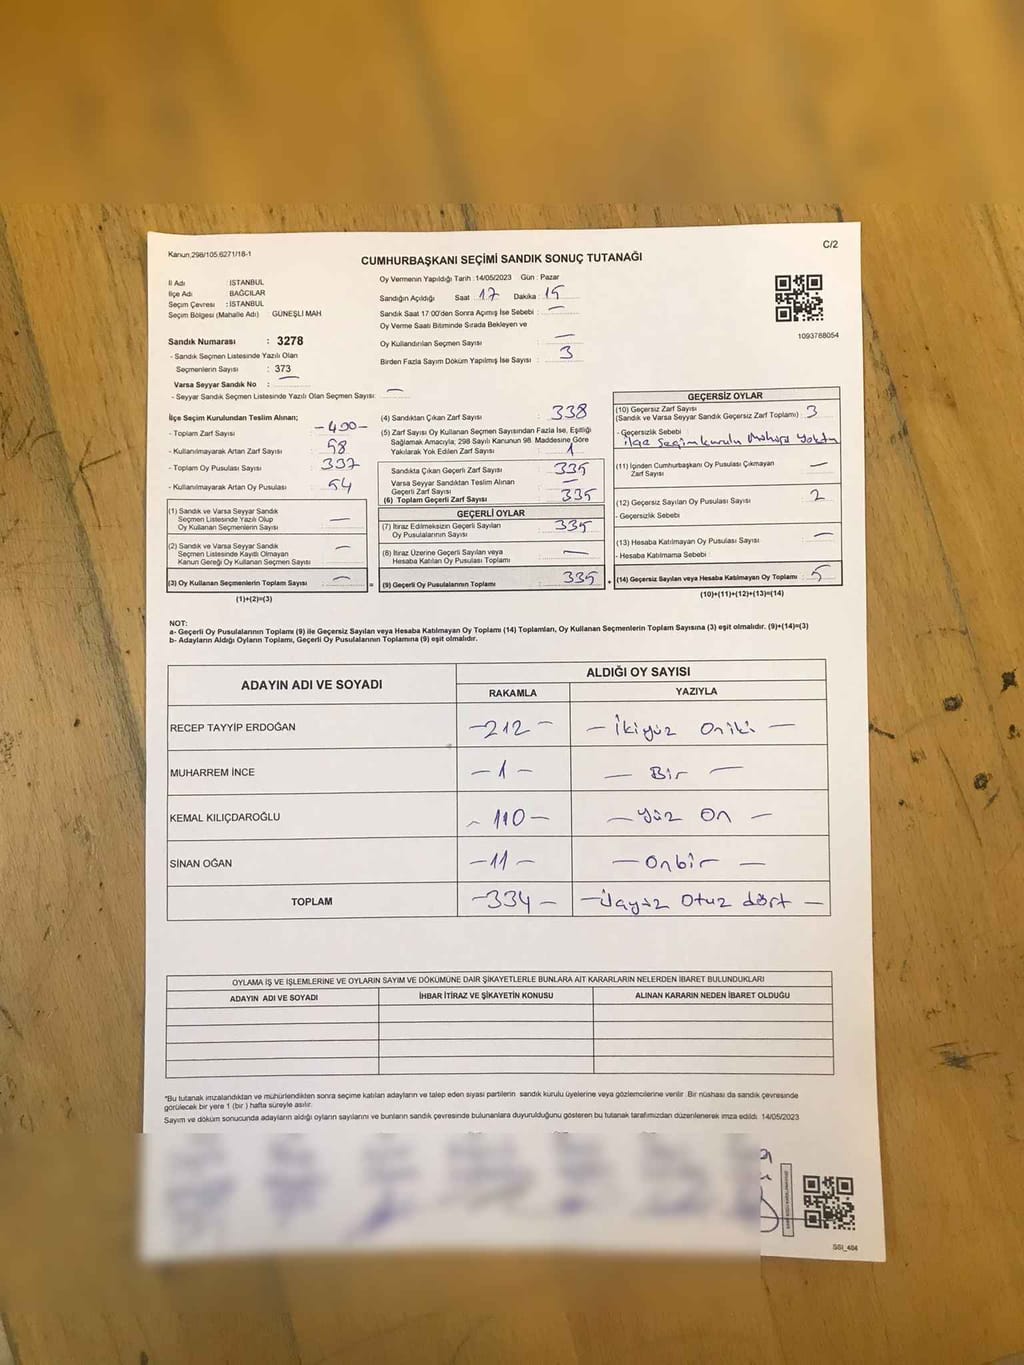 Kanun,298/105,6271/18-1
C/2
CUMHURBAŞKANI SEÇİMİ SANDIK SONUÇ TUTANAĞI
İl Adı : İSTANBUL
İlçe Adı : BAĞCILAR
Seçim Çevresi : İSTANBUL
Seçim Bölgesi (Mahalle Adı) : GÜNEŞLİ MAH
Sandık Numarası : 3278
- Sandık Seçmen Listesinde Yazılı Olan
Seçmenlerin Sayısı : 373
Varsa Seyyar Sandık No : —
- Seyyar Sandık Seçmen Listesinde Yazılı Olan Seçmen Sayısı: —
Oy Vermenin Yapıldığı Tarih : 14/05/2023 Gün : Pazar
Sandığın Açıldığı Saat : 17 Dakika : 15
Sandık Saat 17:00'den Sonra Açılmış İse Sebebi : —
Oy Verme Saati Bitiminde Sırada Bekleyen ve
Oy Kullandırılan Seçmen Sayısı : —
Birden Fazla Sayım Döküm Yapılmış İse Sayısı : 3
1093788054
İlçe Seçim Kurulundan Teslim Alınan;
- Toplam Zarf Sayısı : -400-
- Kullanılmayarak Artan Zarf Sayısı : 58
- Toplam Oy Pusulası Sayısı : 337
- Kullanılmayarak Artan Oy Pusulası : 54
(1) Sandık ve Varsa Seyyar Sandık
Seçmen Listesinde Yazılı Olup
Oy Kullanan Seçmenlerin Sayısı : —
(2) Sandık ve Varsa Seyyar Sandık
Seçmen Listesinde Kayıtlı Olmayan
Kanun Gereği Oy Kullanan Seçmenlerin Sayısı : —
(3) Oy Kullanan Seçmenlerin Toplam Sayısı : — =
(1)+(2)=(3)
(4) Sandıktan Çıkan Zarf Sayısı : 338
(5) Zarf Sayısı Oy Kullanan Seçmen Sayısından Fazla İse, Eşitliği
Sağlamak Amacıyla; 298 Sayılı Kanunun 98. Maddesine Göre
Yakılarak Yok Edilen Zarf Sayısı : 1
Sandıkta Çıkan Geçerli Zarf Sayısı : 335
Varsa Seyyar Sandıktan Teslim Alınan
Geçerli Zarf Sayısı : —
(6) Toplam Geçerli Zarf Sayısı : 335
GEÇERLİ OYLAR
(7) İtiraz Edilmeksizin Geçerli Sayılan
Oy Pusulasının Sayısı : 335
(8) İtiraz Üzerine Geçerli Sayılan veya
Hesaba Katılan Oy Pusulası Toplamı : —
(9) Geçerli Oy Pusulalarının Toplamı : 335 +
GEÇERSİZ OYLAR
(10) Geçersiz Zarf Sayısı
(Sandık ve Varsa Seyyar Sandık Geçersiz Zarf Toplamı) : 3
- Geçersizlik Sebebi
ilçe Seçim kurulu Mührü Yoktu
(11) İçinden Cumhurbaşkanı Oy Pusulası Çıkmayan
Zarf Sayısı : —
(12) Geçersiz Sayılan Oy Pusulası Sayısı : 2
- Geçersizlik Sebebi
(13) Hesaba Katılmayan Oy Pusulası Sayısı : —
- Hesaba Katılmama Sebebi
(14) Geçersiz Sayılan veya Hesaba Katılmayan Oy Toplamı : 5
(10)+(11)+(12)+(13)=(14)
NOT:
a- Geçerli Oy Pusulalarının Toplamı (9) ile Geçersiz Sayılan veya Hesaba Katılmayan Oy Toplamı (14) Toplamları, Oy Kullanan Seçmenlerin Toplam Sayısına (3) eşit olmalıdır. (9)+(14)=(3)
b- Adayların Aldığı Oyların Toplamı, Geçerli Oy Pusulalarının Toplamına (9) eşit olmalıdır.
ADAYIN ADI VE SOYADI
ALDIĞI OY SAYISI
RAKAMLA YAZIYLA
RECEP TAYYİP ERDOĞAN -212- - İkiyüz Oniki -
MUHARREM İNCE -1- - Bir -
KEMAL KILIÇDAROĞLU -110- - Yüz On -
SİNAN OĞAN -11- - Onbir -
TOPLAM -334- - Üçyüz Otuz dört -
OYLAMA İŞ VE İŞLEMLERİNE VE OYLARIN SAYIM VE DÖKÜMÜNE DAİR ŞİKAYETLERLE BUNLARA AİT KARARLARIN NELERDEN İBARET BULUNDUKLARI
ADAYIN ADI VE SOYADI İHBAR İTİRAZ VE ŞİKAYETİN KONUSU ALINAN KARARIN NEDEN İBARET OLDUĞU
"Bu tutanak imzalandıktan ve mühürlendikten sonra seçime katılan adayların ve talep eden siyasi partilerin sandık kurulu üyelerine veya gözlemcilerine verilir. Bir nüshası da sandık çevresinde
görülecek bir yere 1 (bir ) hafta süreyle asılır.
Sayım ve döküm sonucunda adayların aldığı oyların sayılarını ve bunların sandık çevresinde bulunanlara duyurulduğunu gösteren bu tutanak tarafımızdan düzenlenerek imza edildi. 14/05/2023
SSI_404